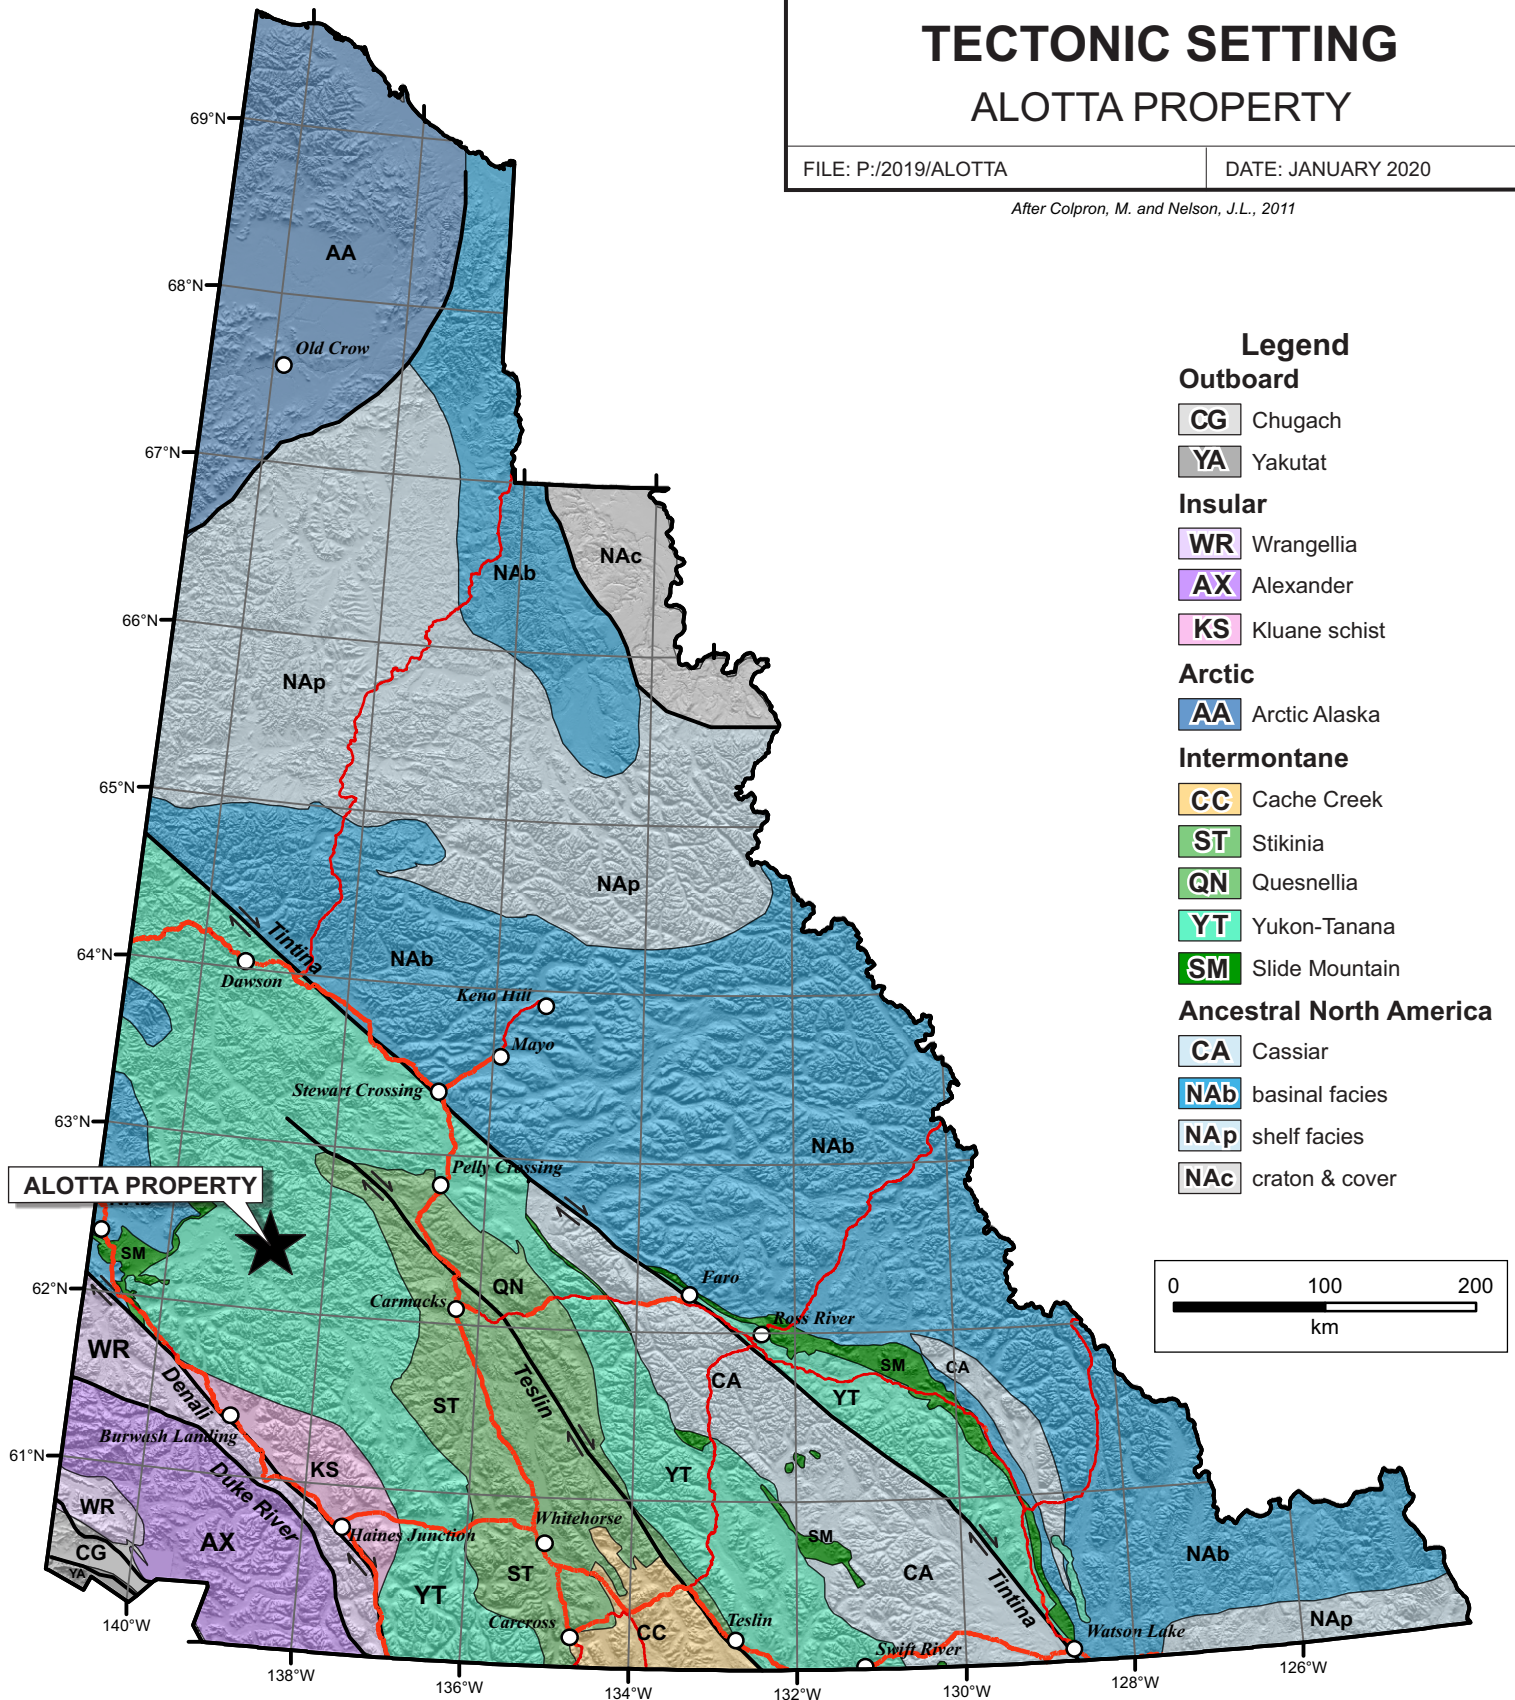 TECTONIC SETTING
ALOTTA PROPERTY
FILE: P:/2019/ALOTTA
DATE: JANUARY 2020
After Colpron, M. and Nelson, J.L., 2011
Legend
Outboard
CG Chugach
YA Yakutat
Insular
WR Wrangellia
AX Alexander
KS Kluane schist
Arctic
AA Arctic Alaska
Intermontane
CC Cache Creek
ST Stikinia
QN Quesnellia
YT Yukon-Tanana
SM Slide Mountain
Ancestral North America
CA Cassiar
NAb basinal facies
NAp shelf facies
NAc craton & cover
0 100 200
km
69°N
AA
68°N
Old Crow
67°N
NAc
NAb
66°N
NAp
65°N
NAp
Tintina
64°N
NAb
Dawson
Keno Hill
Mayo
Stewart Crossing
63°N
NAb
Pelly Crossing
ALOTTA PROPERTY
NAb
SM
62°N
QN
Faro
Carmacks
Ross River
WR
SM
CA
Denali
Teslin
CA
YT
ST
Burwash Landing
61°N
KS
YT
Duke River
WR
Whitehorse
Haines Junction
SM
AX
CG
YA
NAb
ST
CA
YT
Tintina
140°W
Carcross
CC
Teslin
Swift River
Watson Lake
NAp
138°W
136°W
134°W
132°W
130°W
128°W
126°W